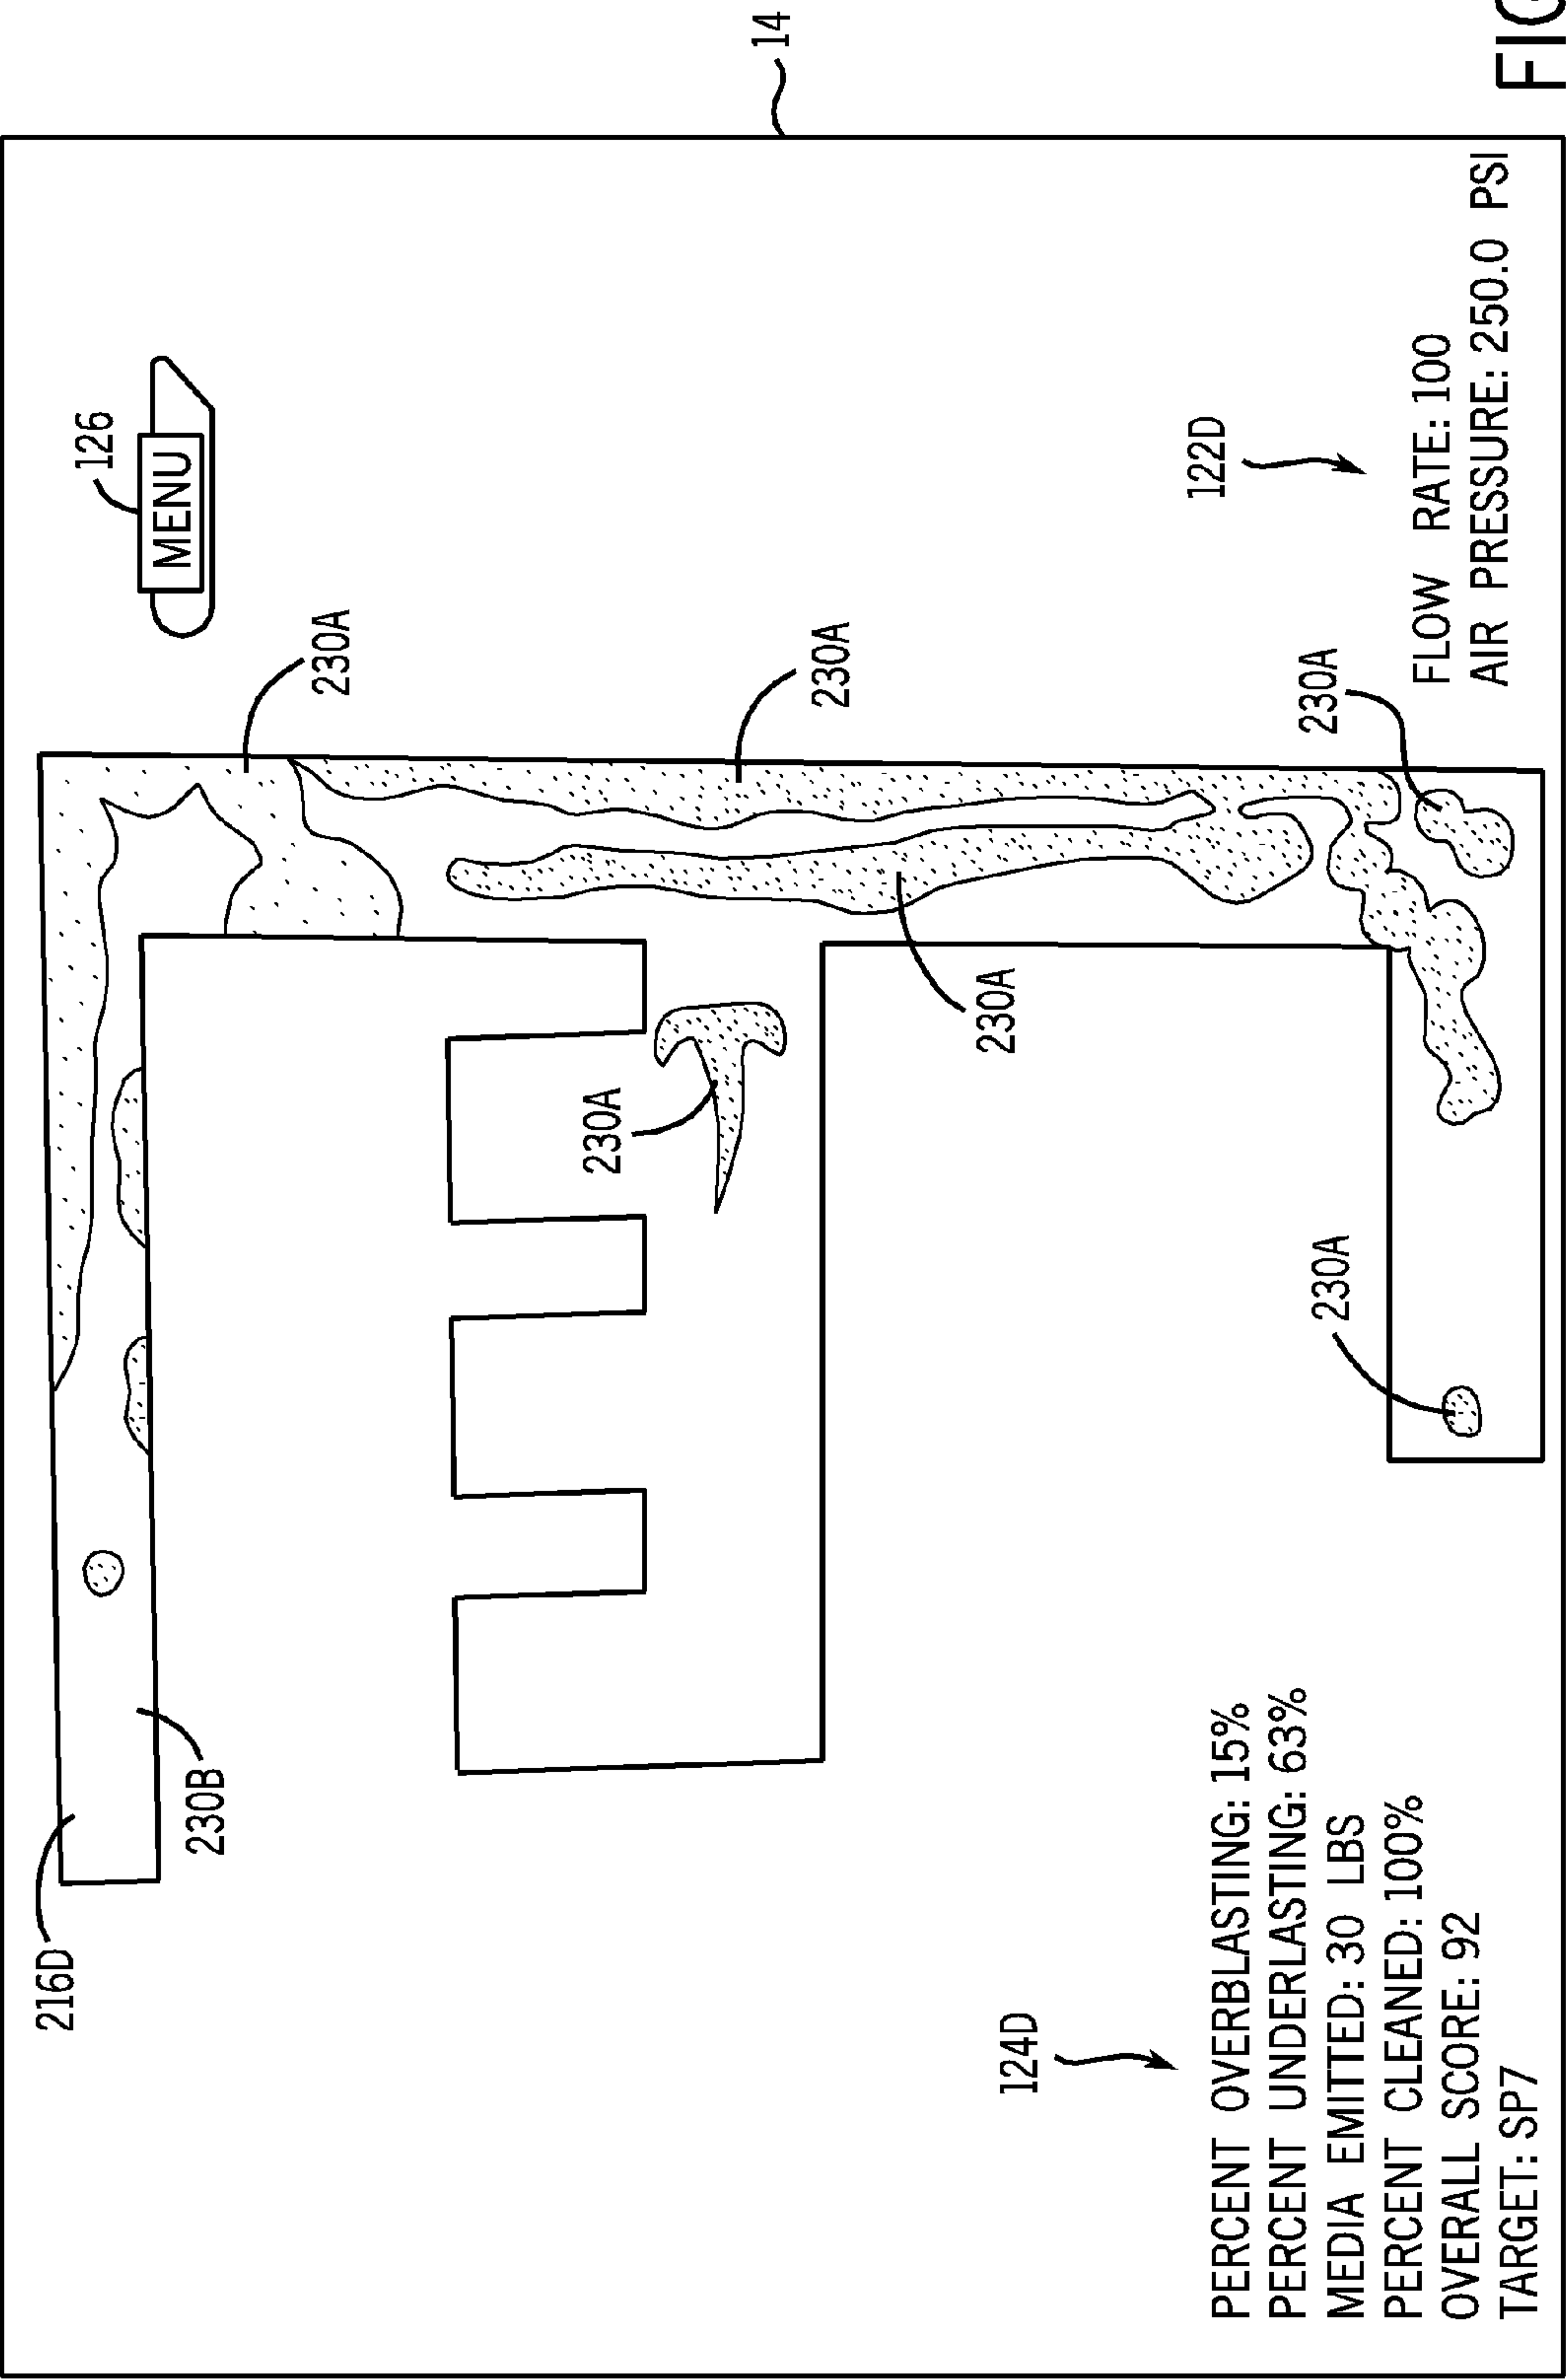 216D
230B
126
MENU
230A
14
230A
230A
230A
230A
230A
124D
PERCENT OVERBLASTING: 15%
PERCENT UNDERLASTING: 63%
MEDIA EMITTED: 30 LBS
PERCENT CLEANED: 100%
OVERALL SCORE: 92
TARGET: SP7
122D
FLOW RATE: 100
AIR PRESSURE: 250.0 PSI